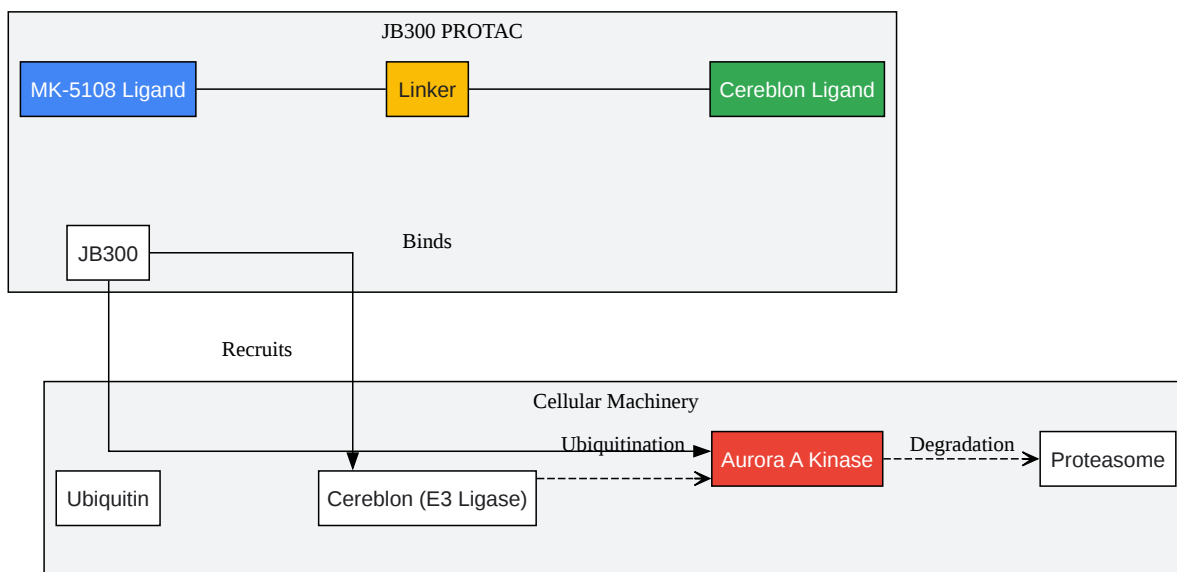 JB300 PROTAC
MK-5108 Ligand
Linker
Cereblon Ligand
JB300
Binds
Recruits
Cellular Machinery
Ubiquitination
Degradation
Aurora A Kinase
Proteasome
Ubiquitin
Cereblon (E3 Ligase)